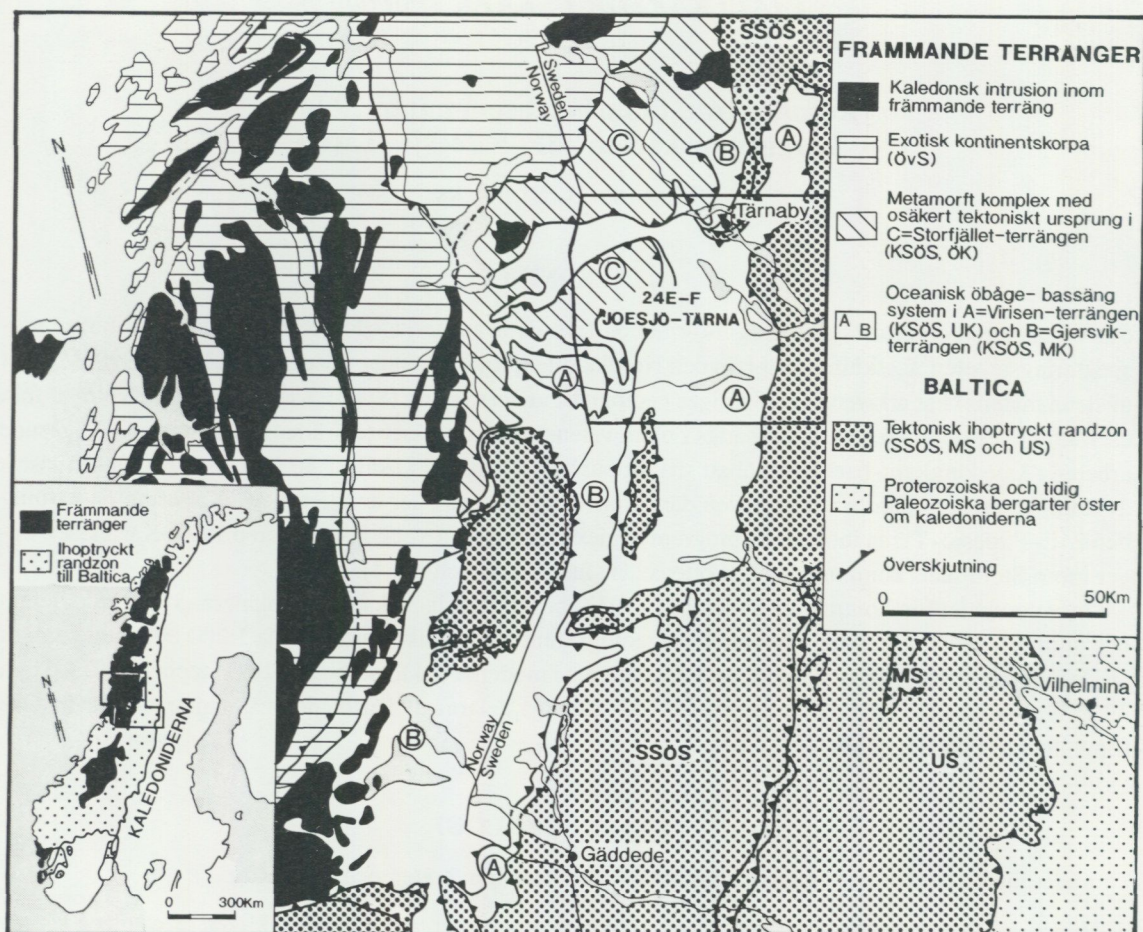 SSÖS
Sweden
Norway
C
B
A
Tärnaby
N
C
24E-F
JOESJÖ-TÄRNA
A
A
B
B
Norway
Sweden
SSÖS
MS
US
Vilhelmina
Gäddede
A
FRÄMMANDE TERRÄNGER
Kaledonsk intrusion inom
främmande terräng
Exotisk kontinentskorpa
(ÖvS)
Metamorft komplex med
osäkert tektoniskt ursprung i
C=Storfjället-terrängen
(KSÖS, ÖK)
A
B
Oceanisk öbåge- bassäng
system i A=Virisen-terrängen
(KSÖS, UK) och B=Gjersvik-
terrängen (KSÖS, MK)
BALTICA
Tektonisk ihoptryckt randzon
(SSÖS, MS och US)
Proterozoiska och tidig
Paleozoiska bergarter öster
om kaledoniderna
Överskjutning
0 50Km
Främmande
terränger
Ihoptryckt
randzon
till Baltica
N
KALEDONIDERNA
0 300Km